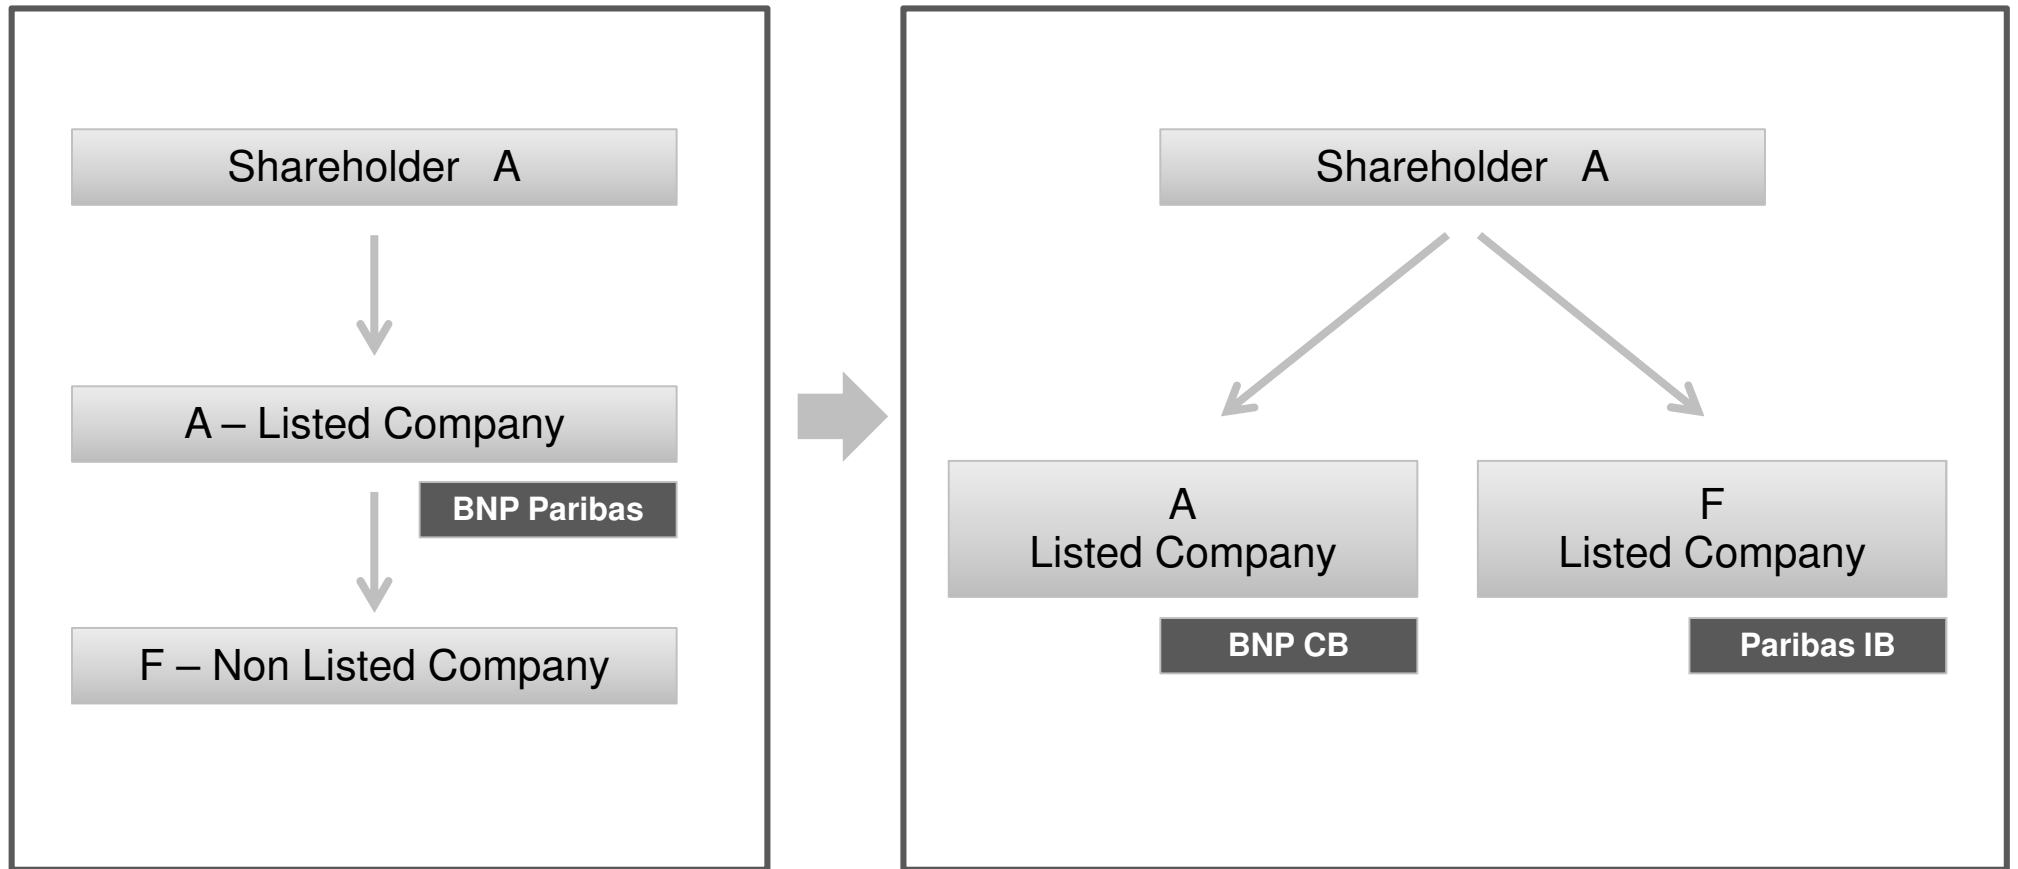 Shareholder A
A – Listed Company
BNP Paribas
F – Non Listed Company
Shareholder A
A
Listed Company
BNP CB
F
Listed Company
Paribas IB